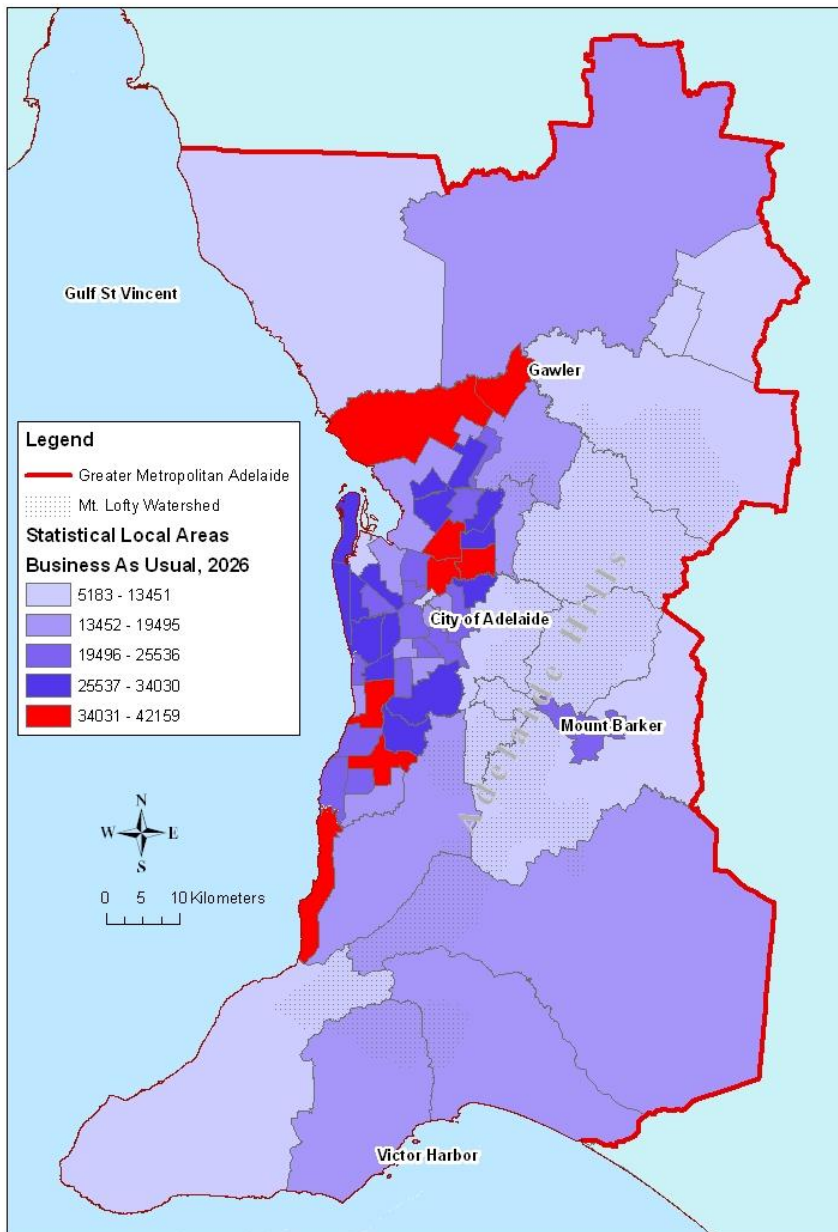 Gulf St Vincent
Gawler
Legend
Greater Metropolitan Adelaide
Mt. Lofty Watershed
Statistical Local Areas
Business As Usual, 2026
5183 - 13451
13452 - 19495
19496 - 25536
25537 - 34030
34031 - 42159
City of Adelaide
Adelaide Hills
Mount Barker
N
W E
S
0 5 10 Kilometers
Victor Harbor